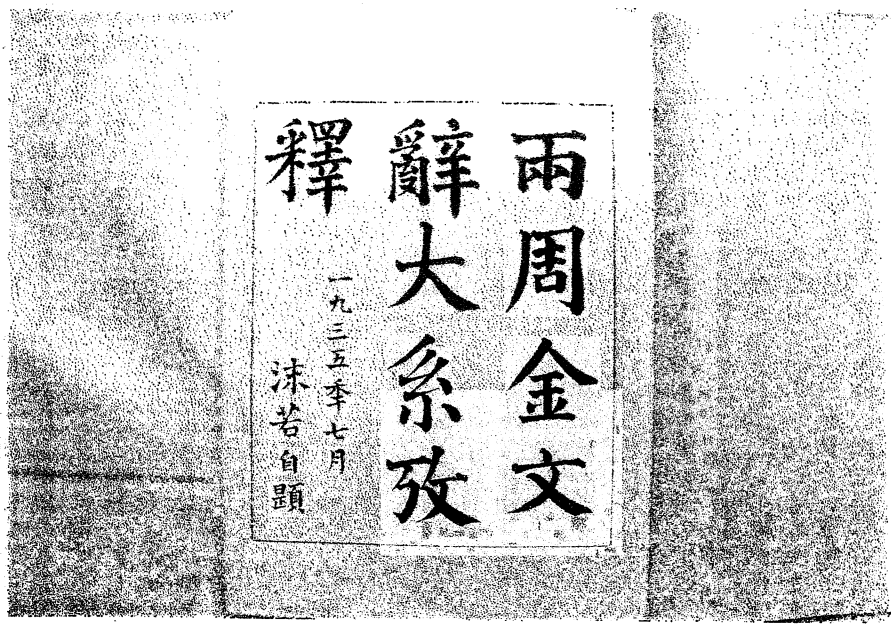 兩周金文
辭大系攷
釋
一九三五年七月
沫若自題